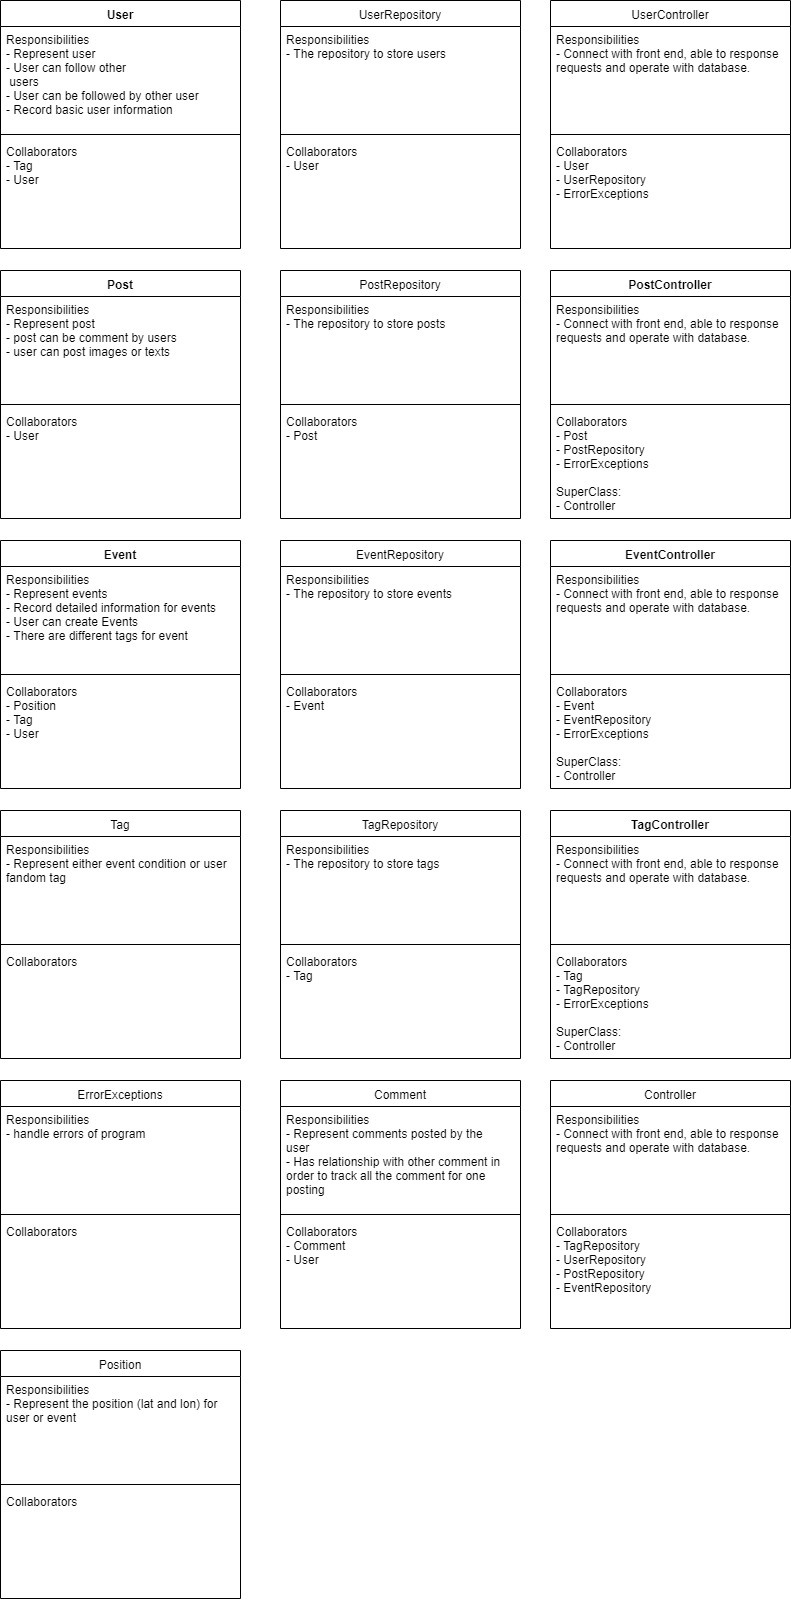 User
Responsibilities
- Represent user
- User can follow other
users
- User can be followed by other user
- Record basic user information
Collaborators
- Tag
- User
UserRepository
Responsibilities
- The repository to store users
Collaborators
- User
UserController
Responsibilities
- Connect with front end, able to response
requests and operate with database.
Collaborators
- User
- UserRepository
- ErrorExceptions
Post
Responsibilities
- Represent post
- post can be comment by users
- user can post images or texts
Collaborators
- User
PostRepository
Responsibilities
- The repository to store posts
Collaborators
- Post
PostController
Responsibilities
- Connect with front end, able to response
requests and operate with database.
Collaborators
- Post
- PostRepository
- ErrorExceptions
SuperClass:
- Controller
Event
Responsibilities
- Represent events
- Record detailed information for events
- User can create Events
- There are different tags for event
Collaborators
- Position
- Tag
- User
EventRepository
Responsibilities
- The repository to store events
Collaborators
- Event
EventController
Responsibilities
- Connect with front end, able to response
requests and operate with database.
Collaborators
- Event
- EventRepository
- ErrorExceptions
SuperClass:
- Controller
Tag
Responsibilities
- Represent either event condition or user
fandom tag
Collaborators
TagRepository
Responsibilities
- The repository to store tags
Collaborators
- Tag
TagController
Responsibilities
- Connect with front end, able to response
requests and operate with database.
Collaborators
- Tag
- TagRepository
- ErrorExceptions
SuperClass:
- Controller
ErrorExceptions
Responsibilities
- handle errors of program
Collaborators
Comment
Responsibilities
- Represent comments posted by the
user
- Has relationship with other comment in
order to track all the comment for one
posting
Collaborators
- Comment
- User
Controller
Responsibilities
- Connect with front end, able to response
requests and operate with database.
Collaborators
- TagRepository
- UserRepository
- PostRepository
- EventRepository
Position
Responsibilities
- Represent the position (lat and lon) for
user or event
Collaborators